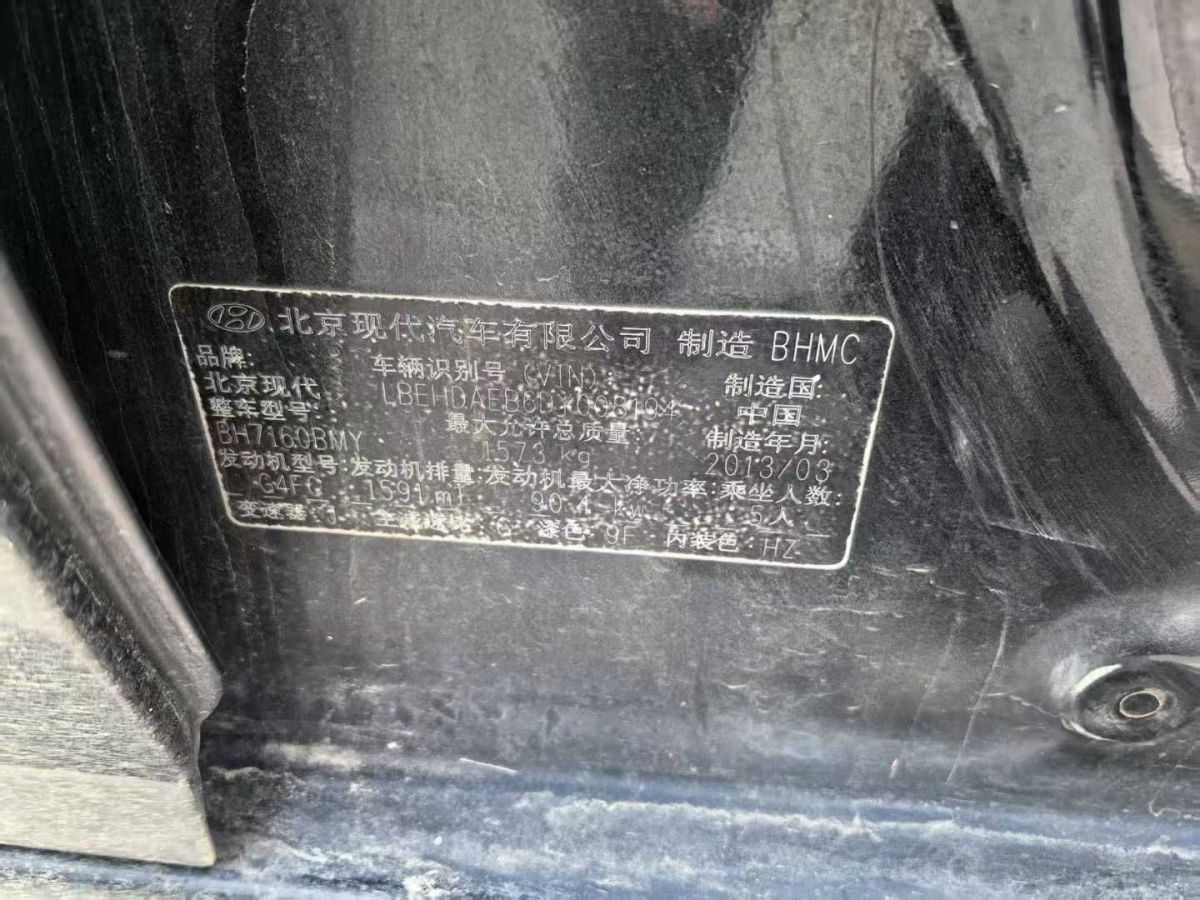 北京现代汽车有限公司 制造 BHMC
品牌: 车辆识别号 (VIN): 制造国:
北京现代 中国
整车型号: 最大允许总质量: 制造年月:
BH7160BMY 1573 kg 2013/03
发动机型号: 发动机排量: 发动机最大净功率: 乘坐人数:
G4FC 1591 ml 90.4 kw 5人
变速器: 漆色: 9F 内装色: HZ